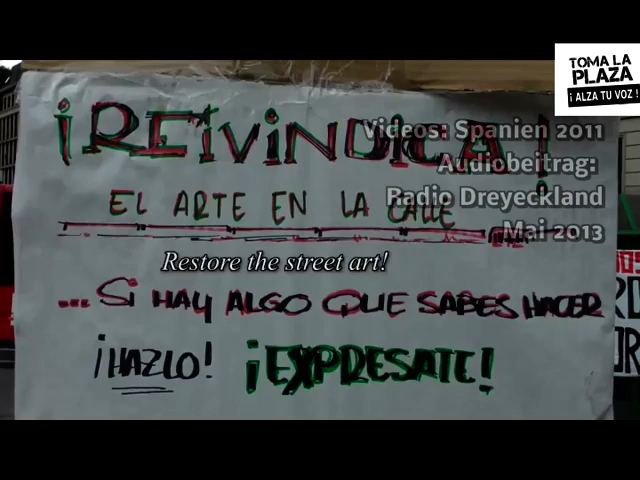 TOMA LA
PLAZA
¡ ALZA TU VOZ !
¡REIVINDICA!
Videos: Spanien 2011
Audiobeitrag:
EL ARTE EN LA CALLE
Radio Dreyeckland
Mai 2013
Restore the street art!
... SI HAY ALGO QUE SABES HACER
¡HAZLO! ¡EXPRESATE!